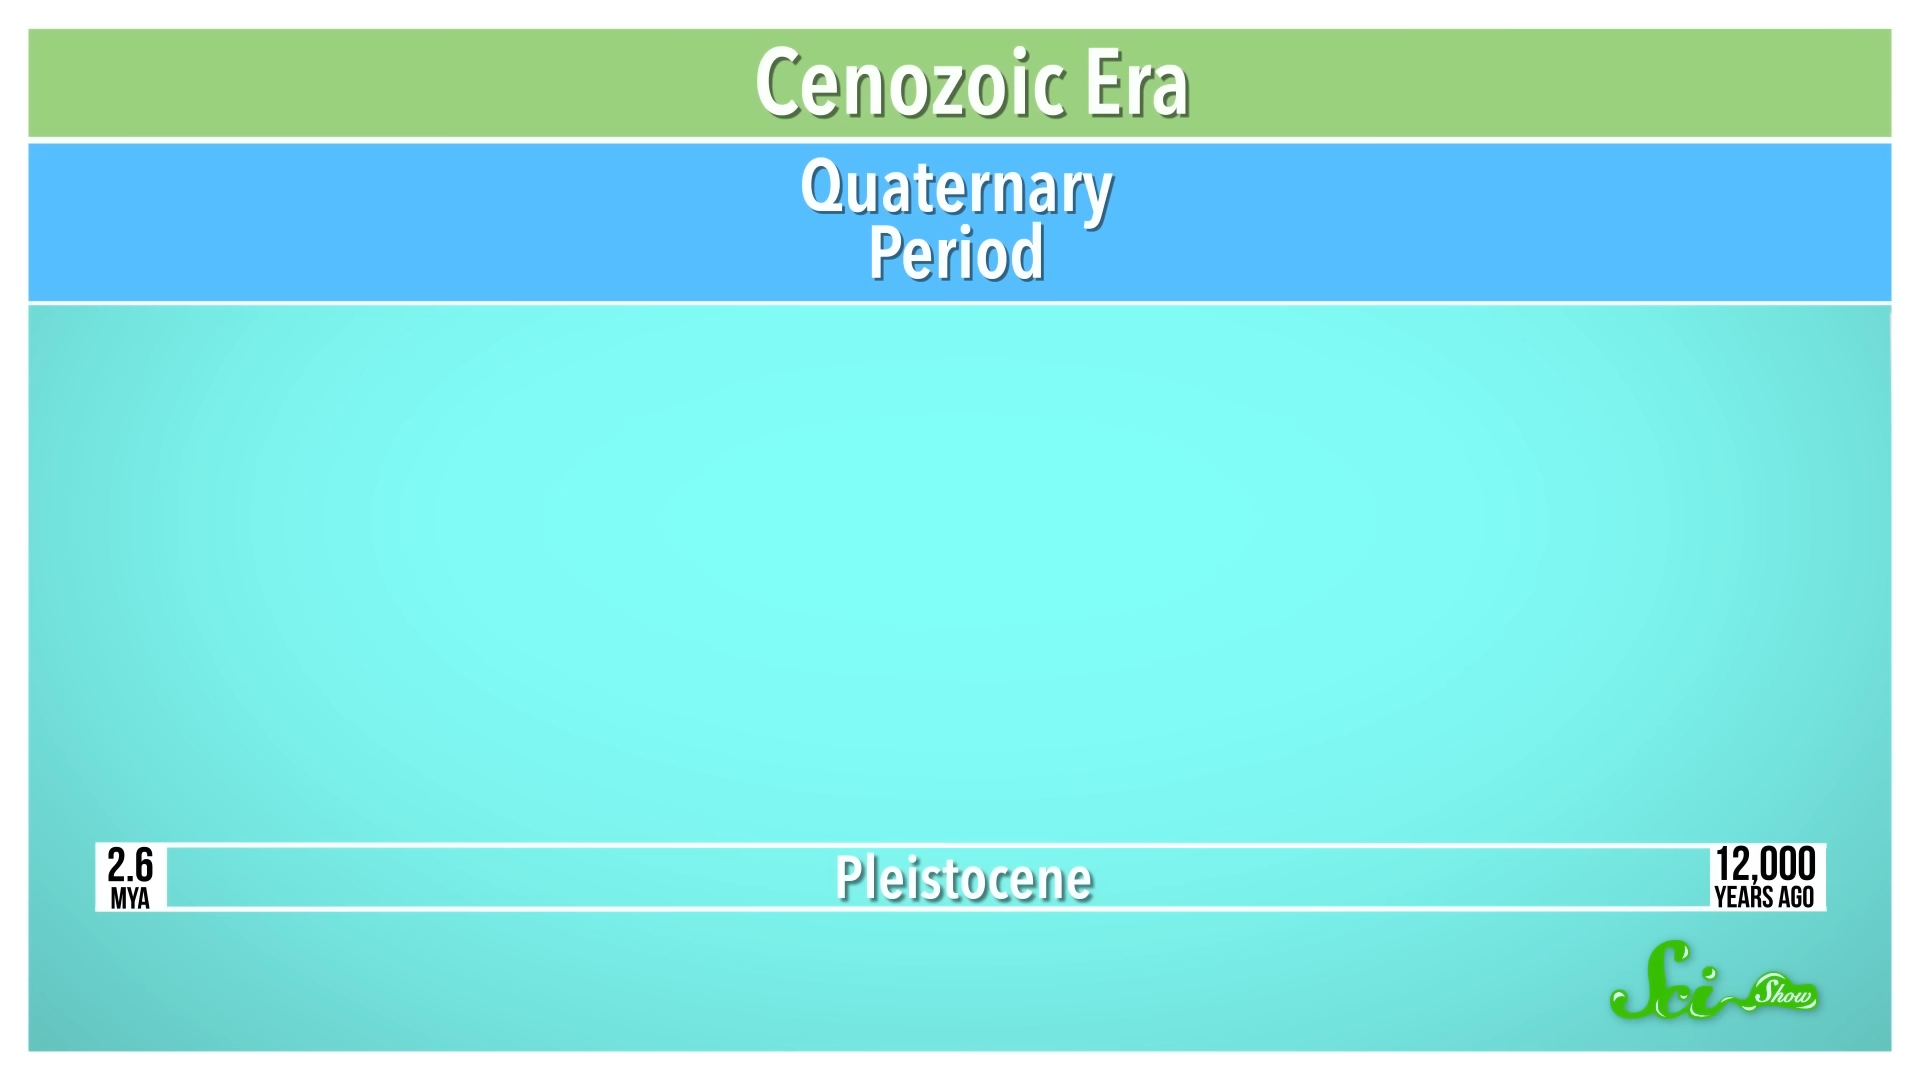 Cenozoic Era
Quaternary
Period
2.6
MYA
Pleistocene
12,000
YEARS AGO
Sci Show